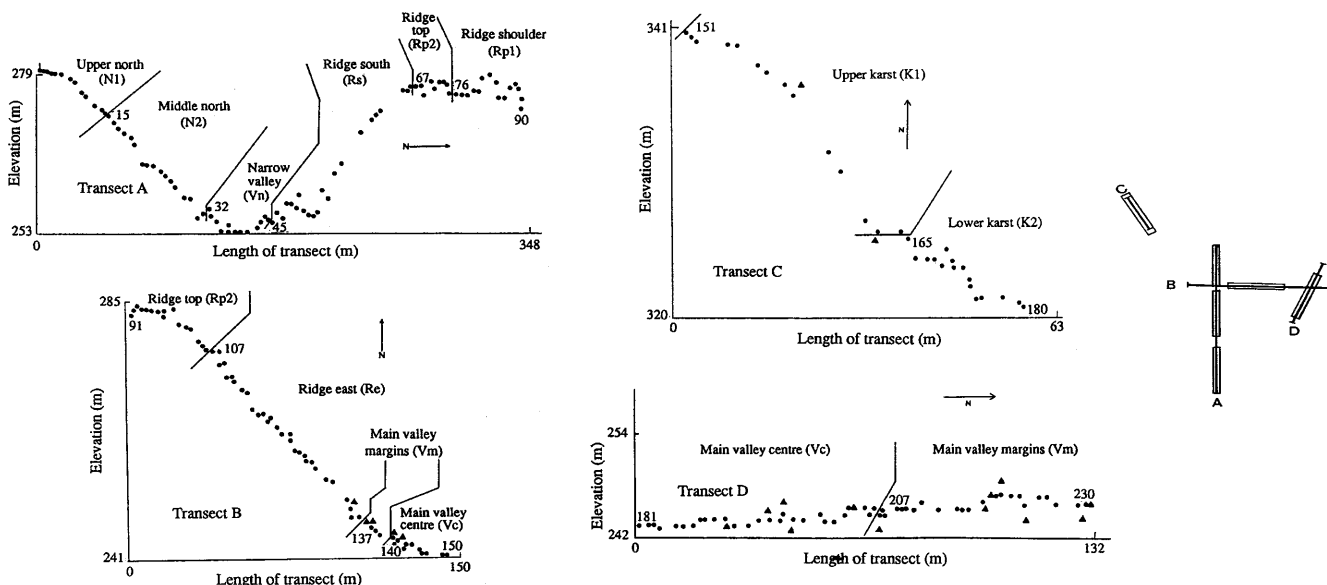 Elevation (m)
279
253
Upper north
(N1)
15
Middle north
(N2)
Transect A
32
Narrow
valley
(Vn)
45
Ridge south
(Rs)
Ridge
top
(Rp2)
67
Ridge shoulder
(Rp1)
76
90
N
0
348
Length of transect (m)
Elevation (m)
285
241
91
Ridge top (Rp2)
107
N
Ridge east (Re)
Main valley
margins (Vm)
Transect B
Main valley
centre (Vc)
137
140
150
0
150
Length of transect (m)
Elevation (m)
341
320
151
Upper karst (K1)
N
165
Lower karst (K2)
Transect C
180
0
63
Length of transect (m)
Elevation (m)
254
242
Main valley centre (Vc)
N
Main valley margins (Vm)
Transect D
181
207
230
0
132
Length of transect (m)
C
B
D
A